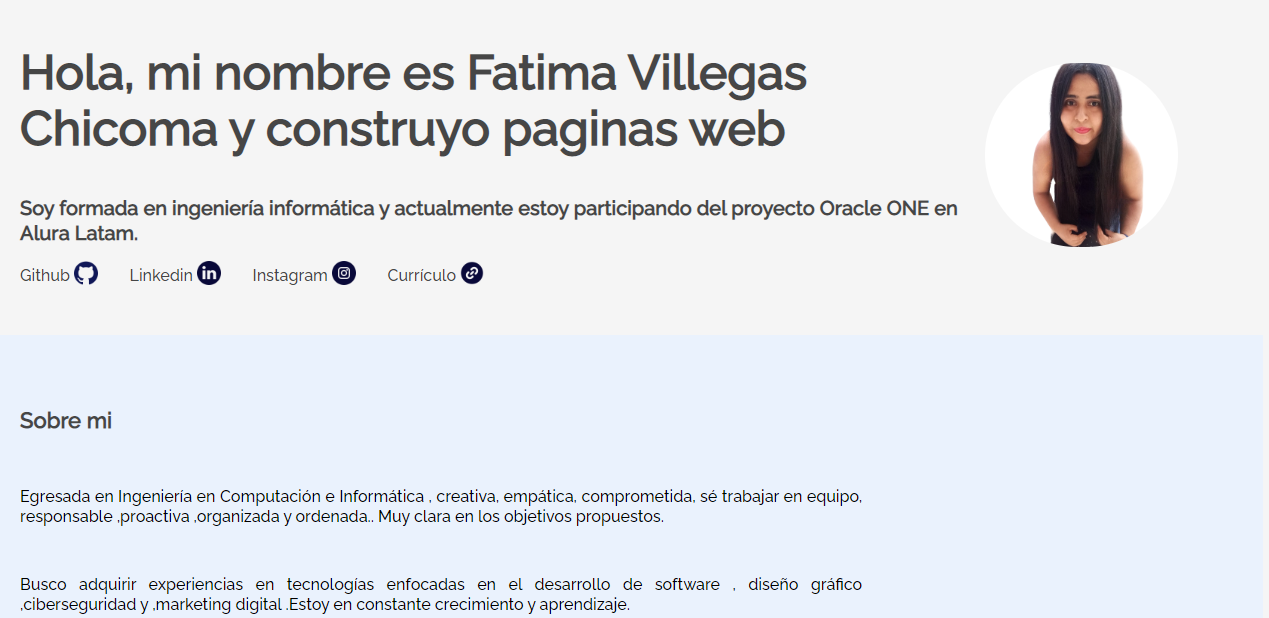 Hola, mi nombre es Fatima Villegas
Chicoma y construyo paginas web
Soy formada en ingeniería informática y actualmente estoy participando del proyecto Oracle ONE en
Alura Latam.
Github Linkedin in Instagram Currículo
Sobre mi
Egresada en Ingeniería en Computación e Informática , creativa, empática, comprometida, sé trabajar en equipo,
responsable ,proactiva ,organizada y ordenada.. Muy clara en los objetivos propuestos.
Busco adquirir experiencias en tecnologías enfocadas en el desarrollo de software , diseño gráfico
,ciberseguridad y ,marketing digital .Estoy en constante crecimiento y aprendizaje.